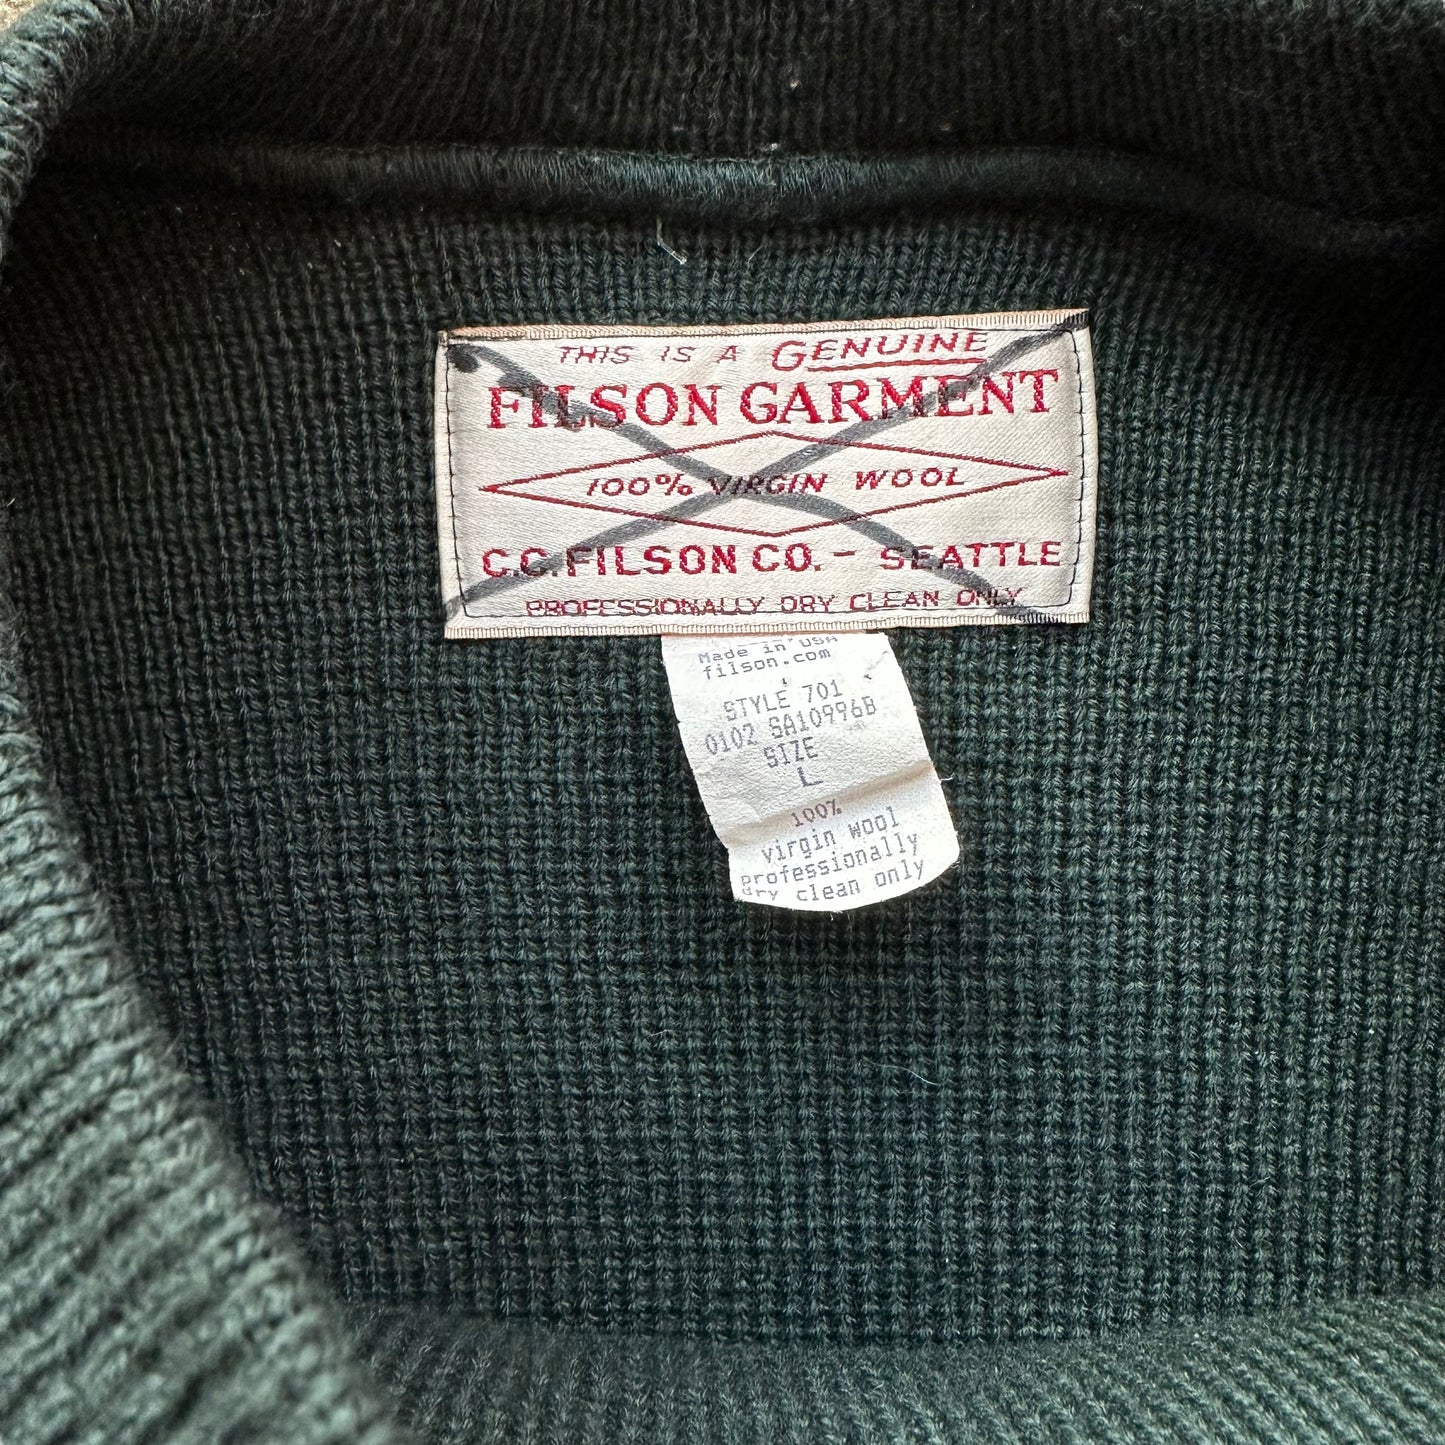 THIS IS A GENUINE
FILSON GARMENT
100% VIRGIN WOOL
C.C. FILSON CO. - SEATTLE
PROFESSIONALLY DRY CLEAN ONLY
Made in USA
filson.com
STYLE 701
0102 SA10996B
SIZE
L
100%
virgin wool
professionally
dry clean only